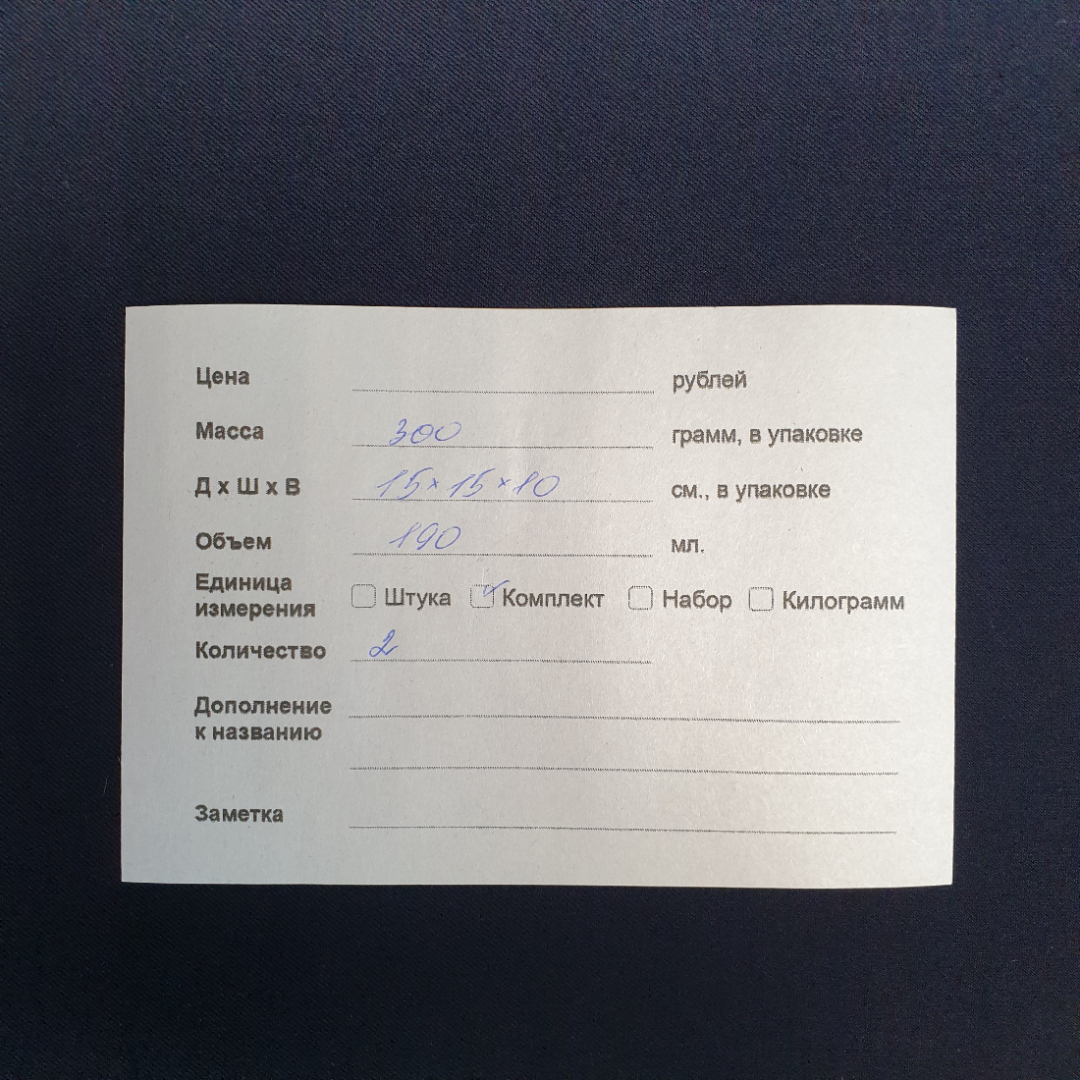 Цена рублей
Масса 300 грамм, в упаковке
Д х Ш х В 15 × 15 × 10 см., в упаковке
Объем 190 мл.
Единица
измерения Штука Комплект Набор Килограмм
Количество 2
Дополнение
к названию
Заметка